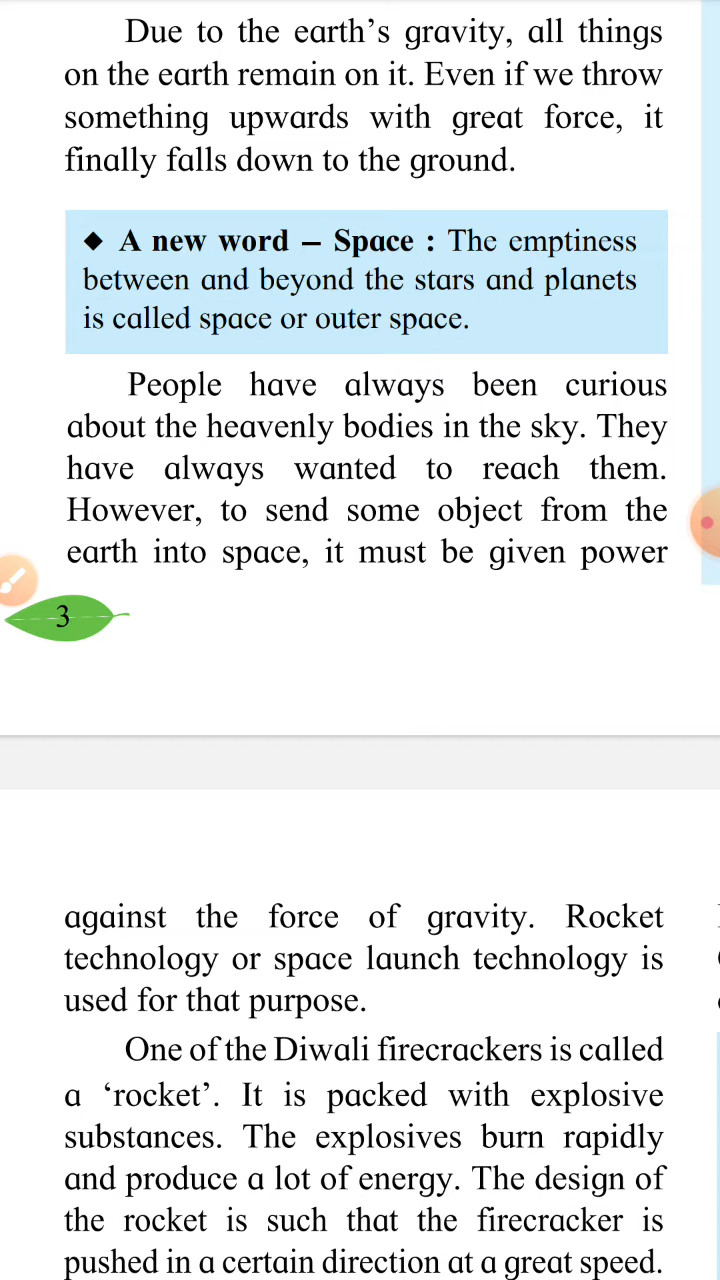 Due to the earth’s gravity, all things
on the earth remain on it. Even if we throw
something upwards with great force, it
finally falls down to the ground.
◆ A new word – Space : The emptiness
between and beyond the stars and planets
is called space or outer space.
People have always been curious
about the heavenly bodies in the sky. They
have always wanted to reach them.
However, to send some object from the
earth into space, it must be given power
3
against the force of gravity. Rocket
technology or space launch technology is
used for that purpose.
One of the Diwali firecrackers is called
a ‘rocket’. It is packed with explosive
substances. The explosives burn rapidly
and produce a lot of energy. The design of
the rocket is such that the firecracker is
pushed in a certain direction at a great speed.